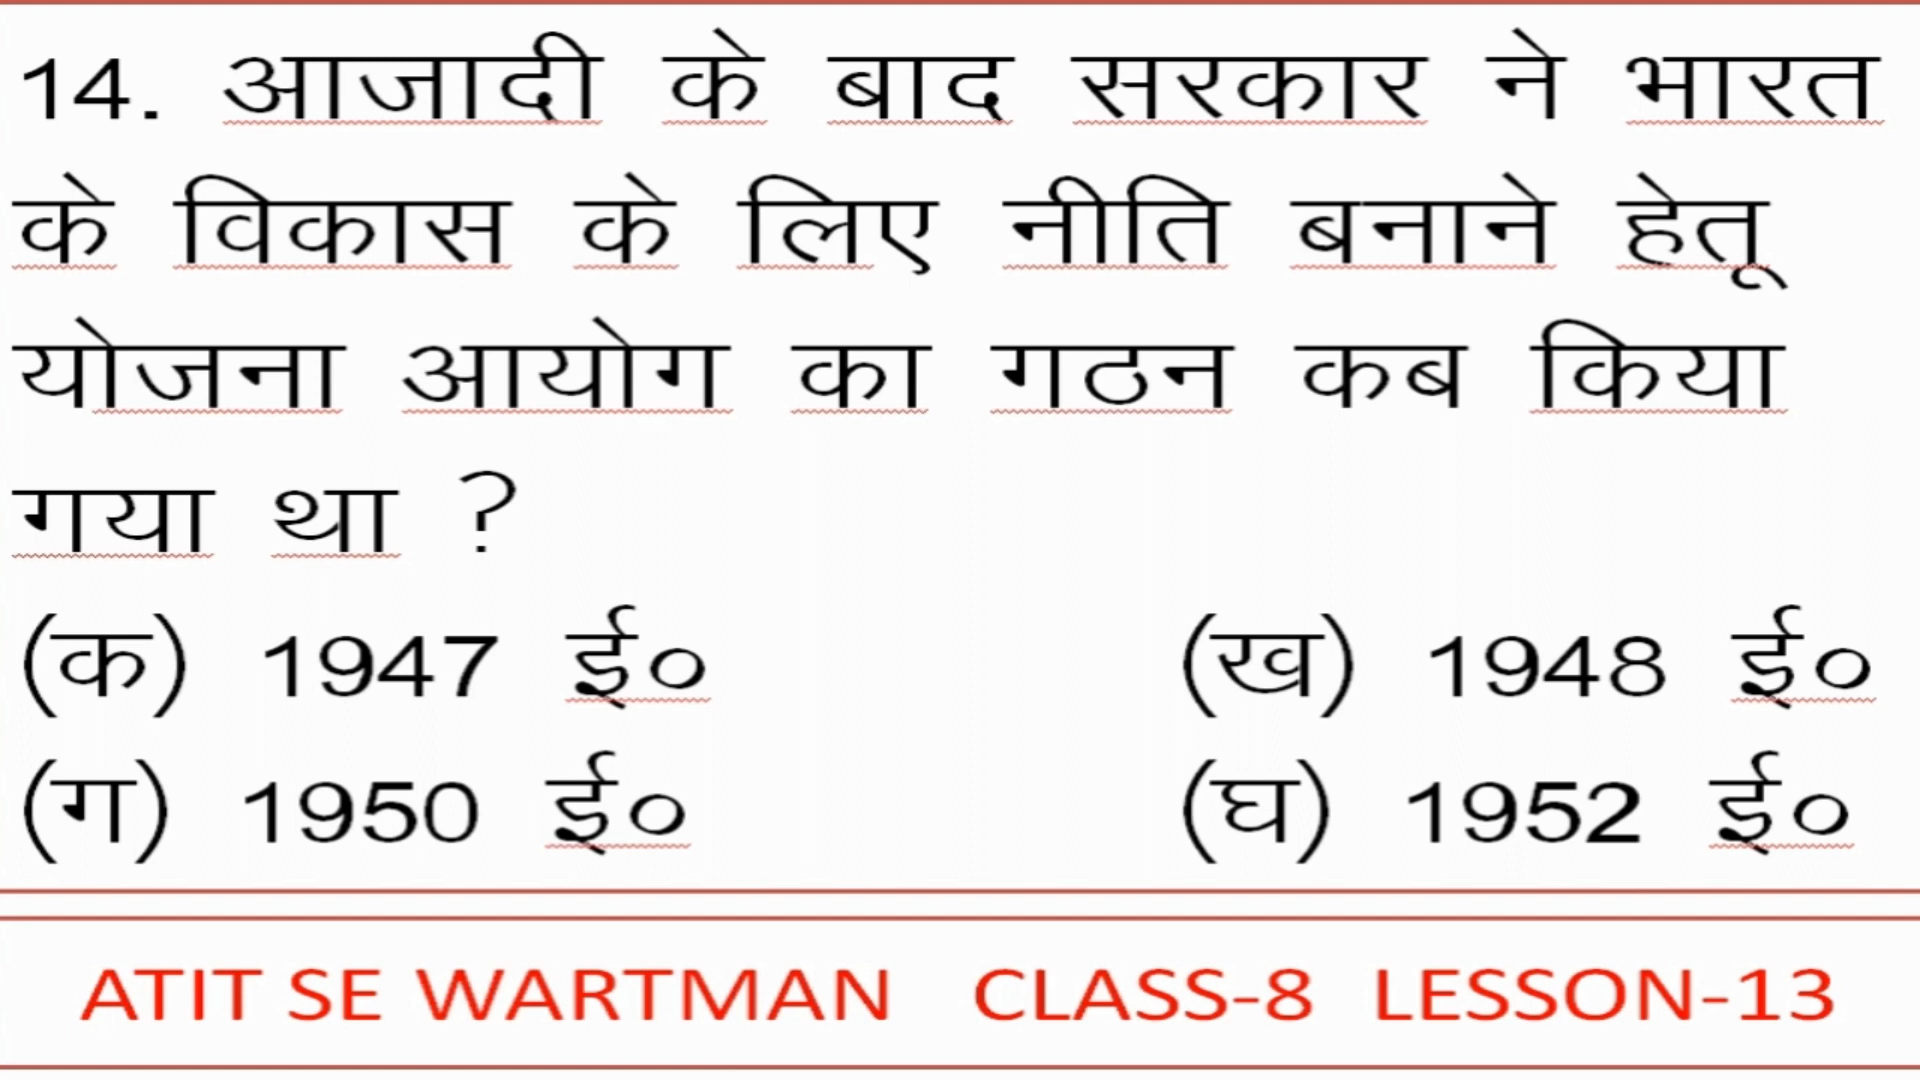 14. आजादी के बाद सरकार ने भारत
के विकास के लिए नीति बनाने हेतू
योजना आयोग का गठन कब किया
गया था ?
(क) 1947 ई० (ख) 1948 ई०
(ग) 1950 ई० (घ) 1952 ई०
ATIT SE WARTMAN CLASS-8 LESSON-13